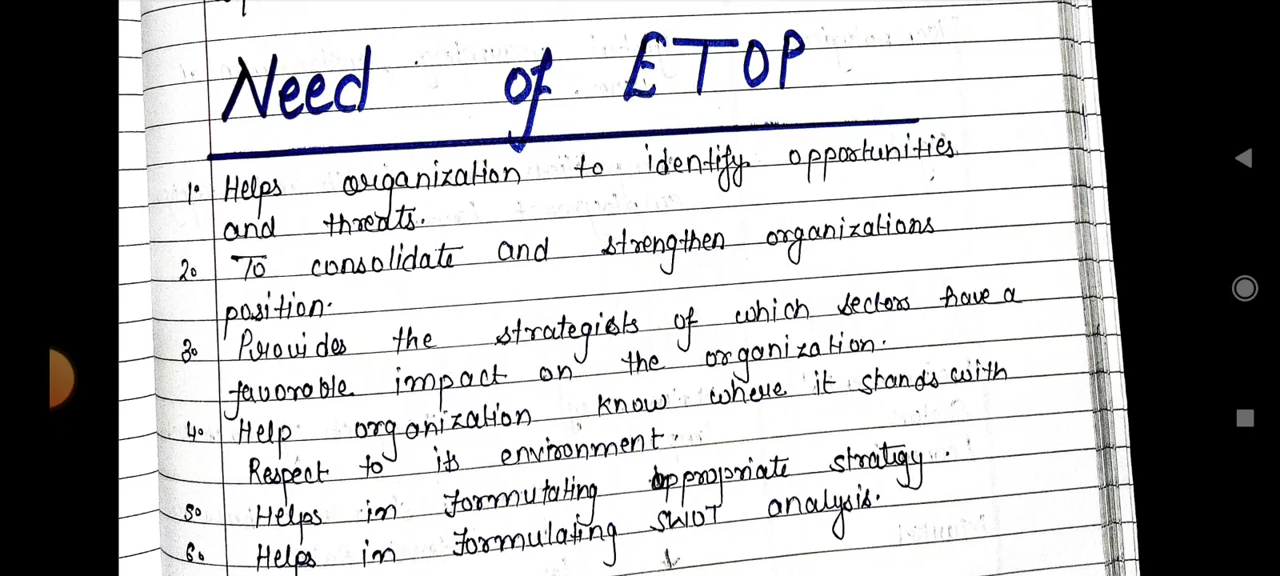 Need of ETOP
1. Helps organization to identify opportunities
and threats.
2. To consolidate and strengthen organizations
position.
3. Provides the strategists of which sectors have a
favorable impact on the organization.
4. Help organization know where it stands with
Respect to its environment.
5. Helps in Formutating appropriate stratigy.
6. Helps in Formulating SWOT analysis.